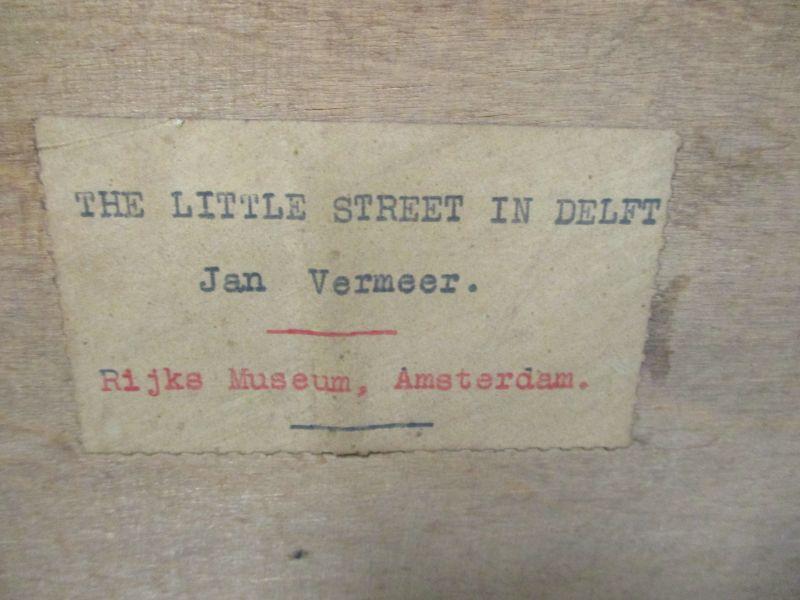 THE LITTLE STREET IN DELFT
Jan Vermeer.
Rijks Museum, Amsterdam.